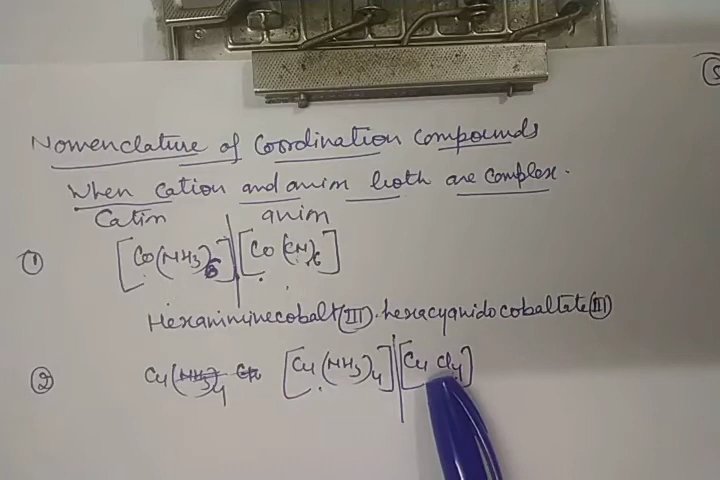 Nomenclature of Coordination Compounds
When cation and anion both are complex.
Cation anion
① [Co(NH3)6] [Co(CN)6]
Hexamminecobalt(III). hexacyanidocobaltate(III)
② Cu(NH3)4 [Cu(NH3)4] [CuCl4]